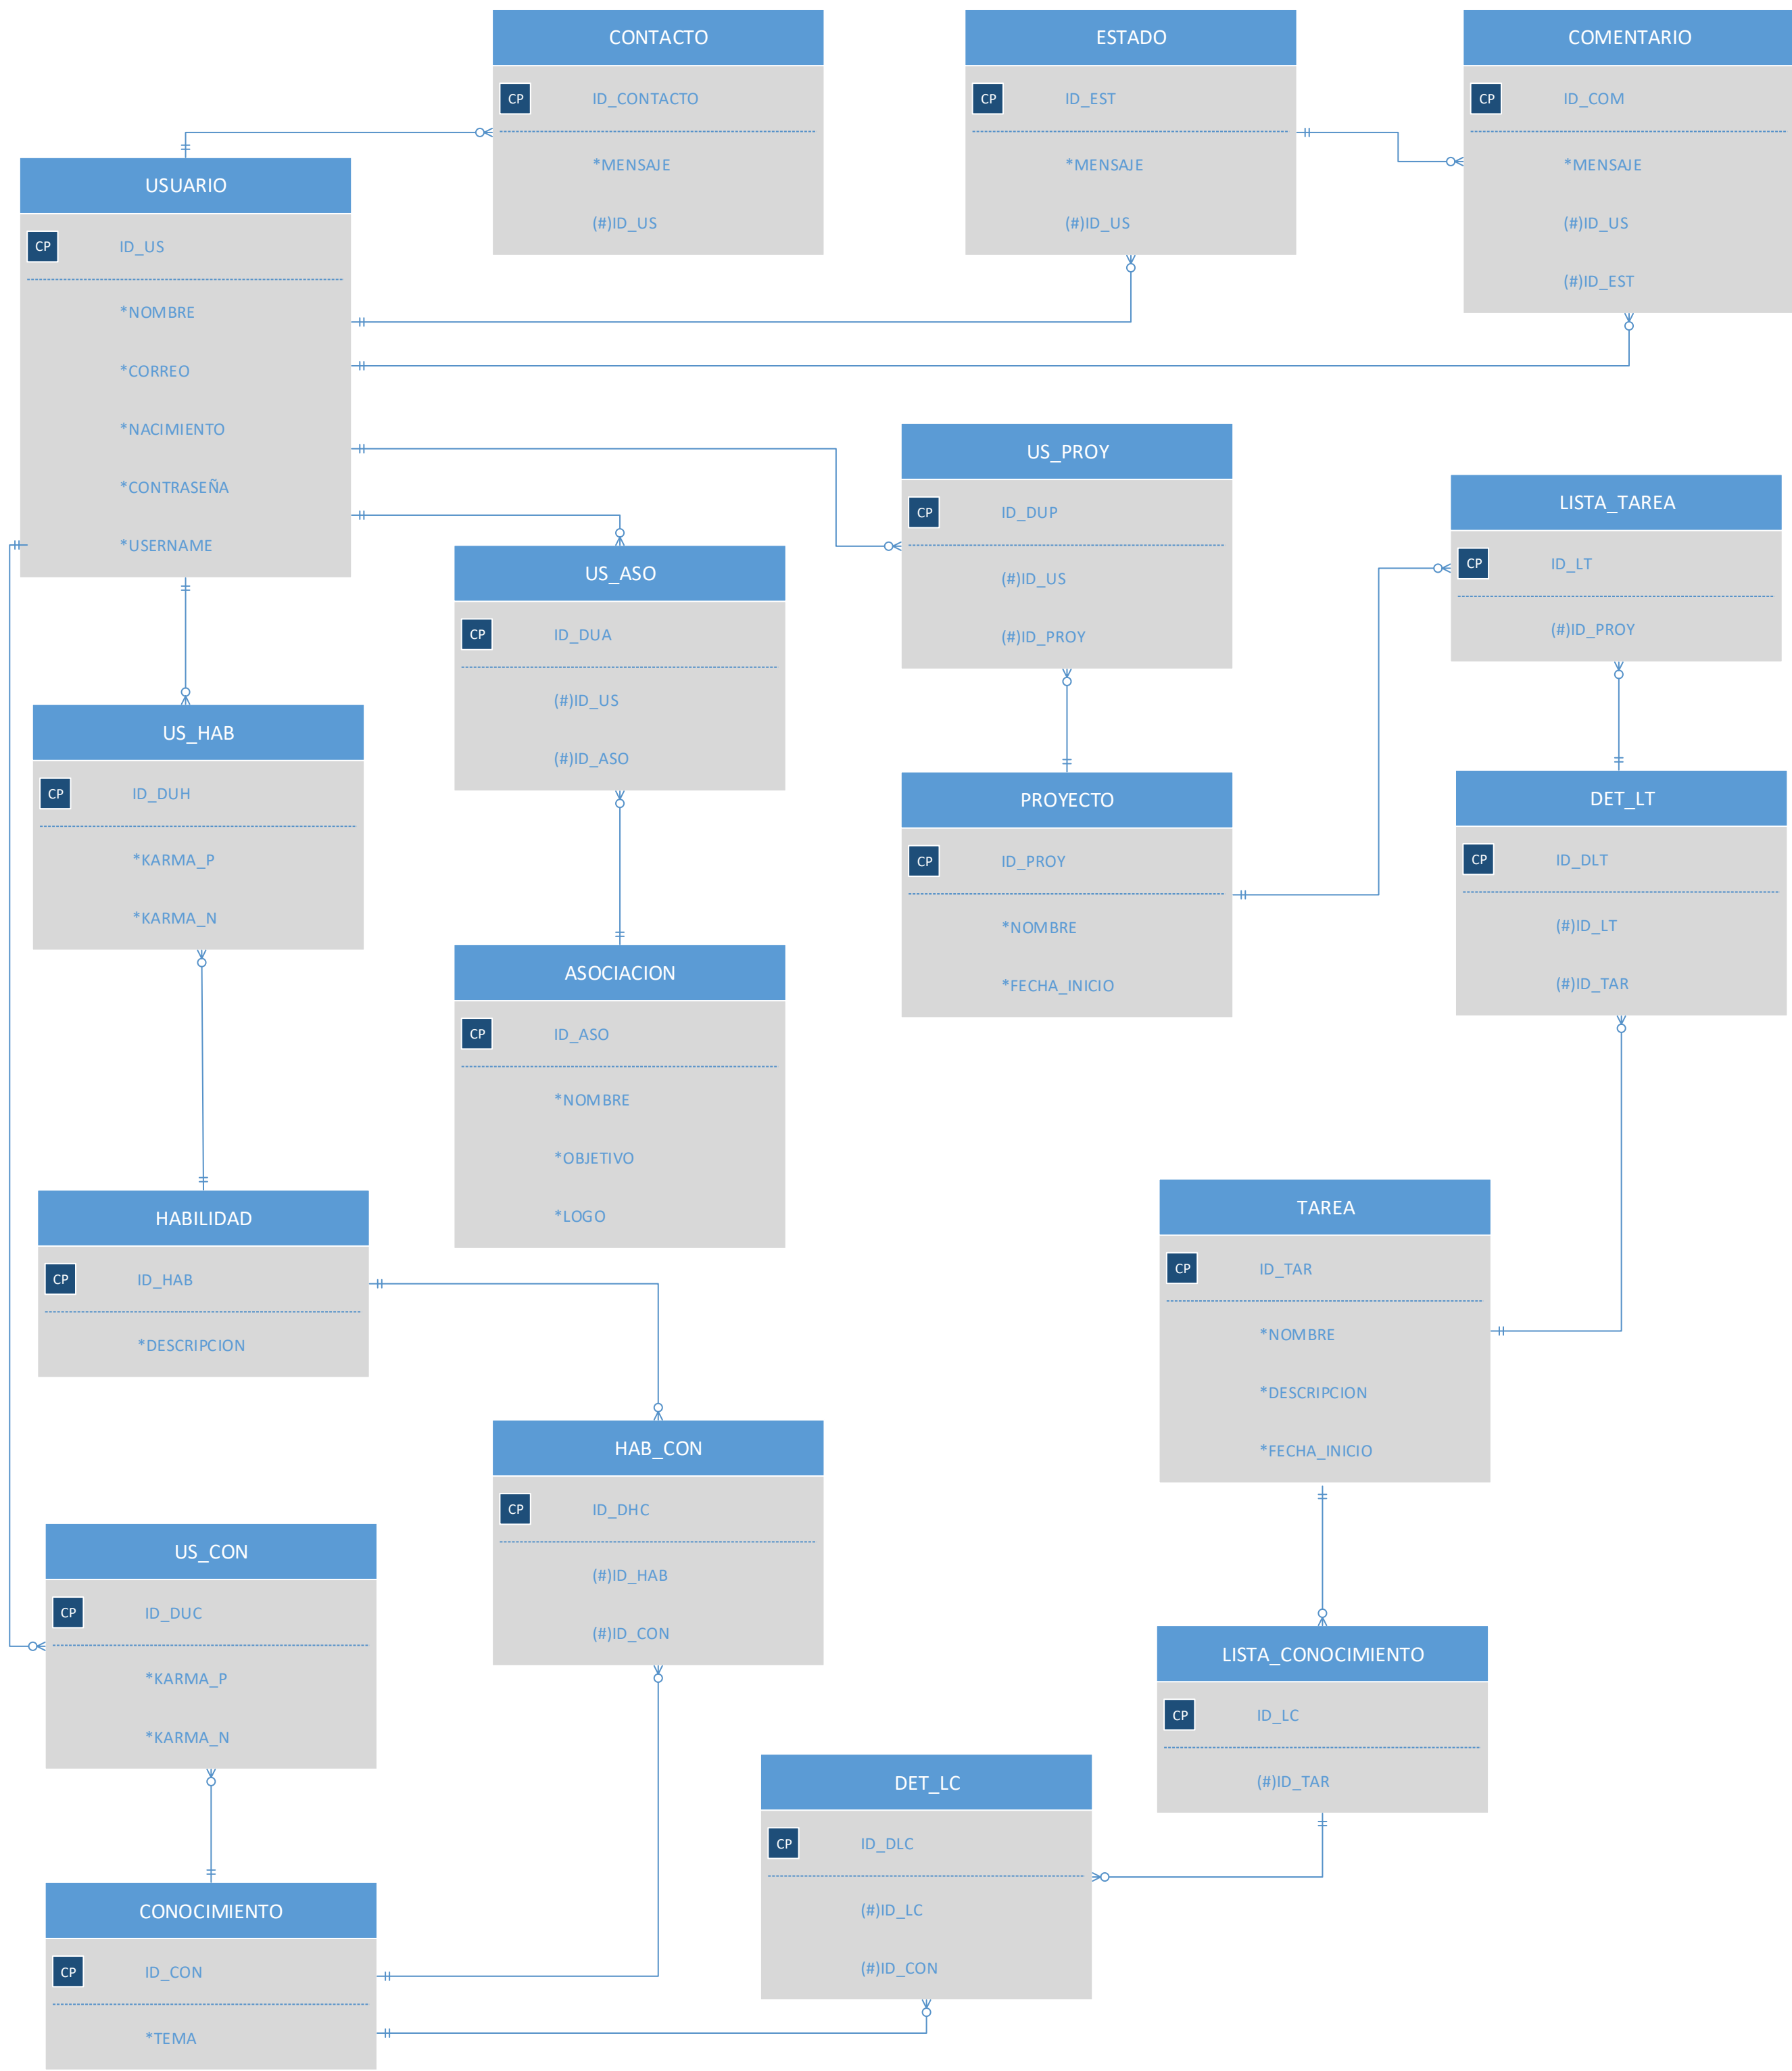 CONTACTO
CP ID_CONTACTO
*MENSAJE
(#)ID_US
ESTADO
CP ID_EST
*MENSAJE
(#)ID_US
COMENTARIO
CP ID_COM
*MENSAJE
(#)ID_US
(#)ID_EST
USUARIO
CP ID_US
*NOMBRE
*CORREO
*NACIMIENTO
*CONTRASEÑA
*USERNAME
US_PROY
CP ID_DUP
(#)ID_US
(#)ID_PROY
LISTA_TAREA
CP ID_LT
(#)ID_PROY
US_ASO
CP ID_DUA
(#)ID_US
(#)ID_ASO
US_HAB
CP ID_DUH
*KARMA_P
*KARMA_N
PROYECTO
CP ID_PROY
*NOMBRE
*FECHA_INICIO
DET_LT
CP ID_DLT
(#)ID_LT
(#)ID_TAR
ASOCIACION
CP ID_ASO
*NOMBRE
*OBJETIVO
*LOGO
HABILIDAD
CP ID_HAB
*DESCRIPCION
TAREA
CP ID_TAR
*NOMBRE
*DESCRIPCION
*FECHA_INICIO
HAB_CON
CP ID_DHC
(#)ID_HAB
(#)ID_CON
US_CON
CP ID_DUC
*KARMA_P
*KARMA_N
LISTA_CONOCIMIENTO
CP ID_LC
(#)ID_TAR
DET_LC
CP ID_DLC
(#)ID_LC
(#)ID_CON
CONOCIMIENTO
CP ID_CON
*TEMA